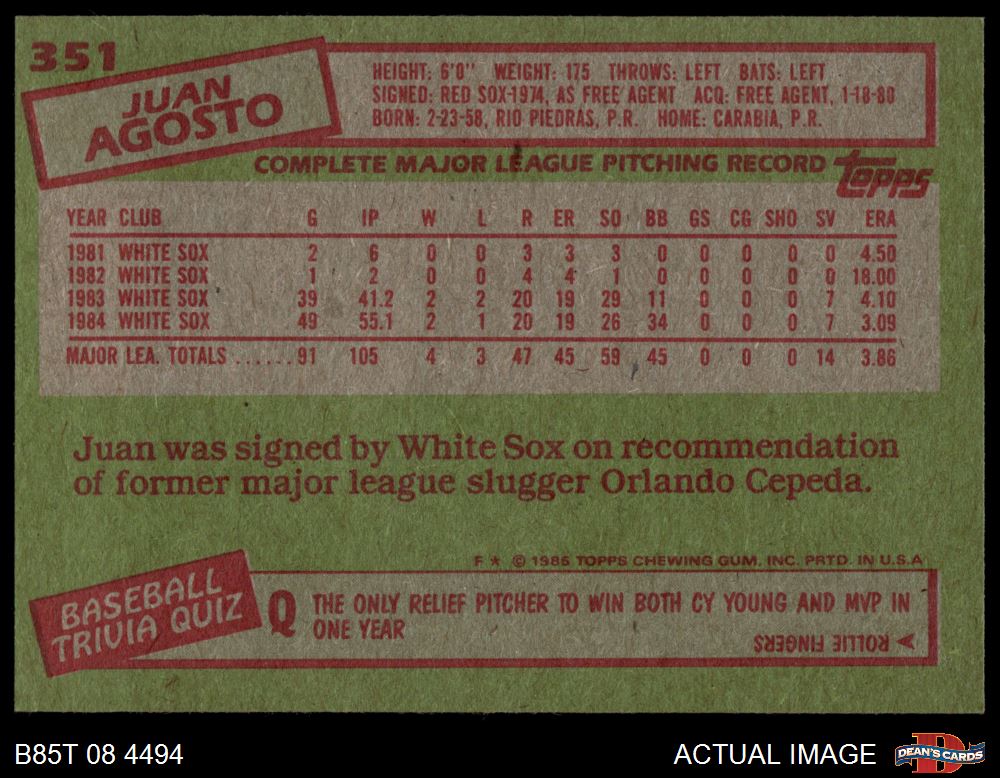 351
JUAN
AGOSTO
HEIGHT: 6'0" WEIGHT: 175 THROWS: LEFT BATS: LEFT
SIGNED: RED SOX-1974, AS FREE AGENT ACQ: FREE AGENT, 1-18-80
BORN: 2-23-58, RIO PIEDRAS, P.R. HOME: CARABIA, P.R.
COMPLETE MAJOR LEAGUE PITCHING RECORD
Topps
YEAR CLUB G IP W L R ER SO BB GS CG SHO SV ERA
1981 WHITE SOX 2 6 0 0 3 3 3 0 0 0 0 0 4.50
1982 WHITE SOX 1 2 0 0 4 4 1 0 0 0 0 0 18.00
1983 WHITE SOX 39 41.2 2 2 20 19 29 11 0 0 0 7 4.10
1984 WHITE SOX 49 55.1 2 1 20 19 26 34 0 0 0 7 3.09
MAJOR LEA. TOTALS ......91 105 4 3 47 45 59 45 0 0 0 14 3.86
Juan was signed by White Sox on recommendation
of former major league slugger Orlando Cepeda.
F * © 1985 TOPPS CHEWING GUM, INC. PRTD. IN U.S.A
BASEBALL
TRIVIA QUIZ
Q THE ONLY RELIEF PITCHER TO WIN BOTH CY YOUNG AND MVP IN
ONE YEAR
A ROLLIE FINGERS
B85T 08 4494
ACTUAL IMAGE
D
DEAN'S CARDS